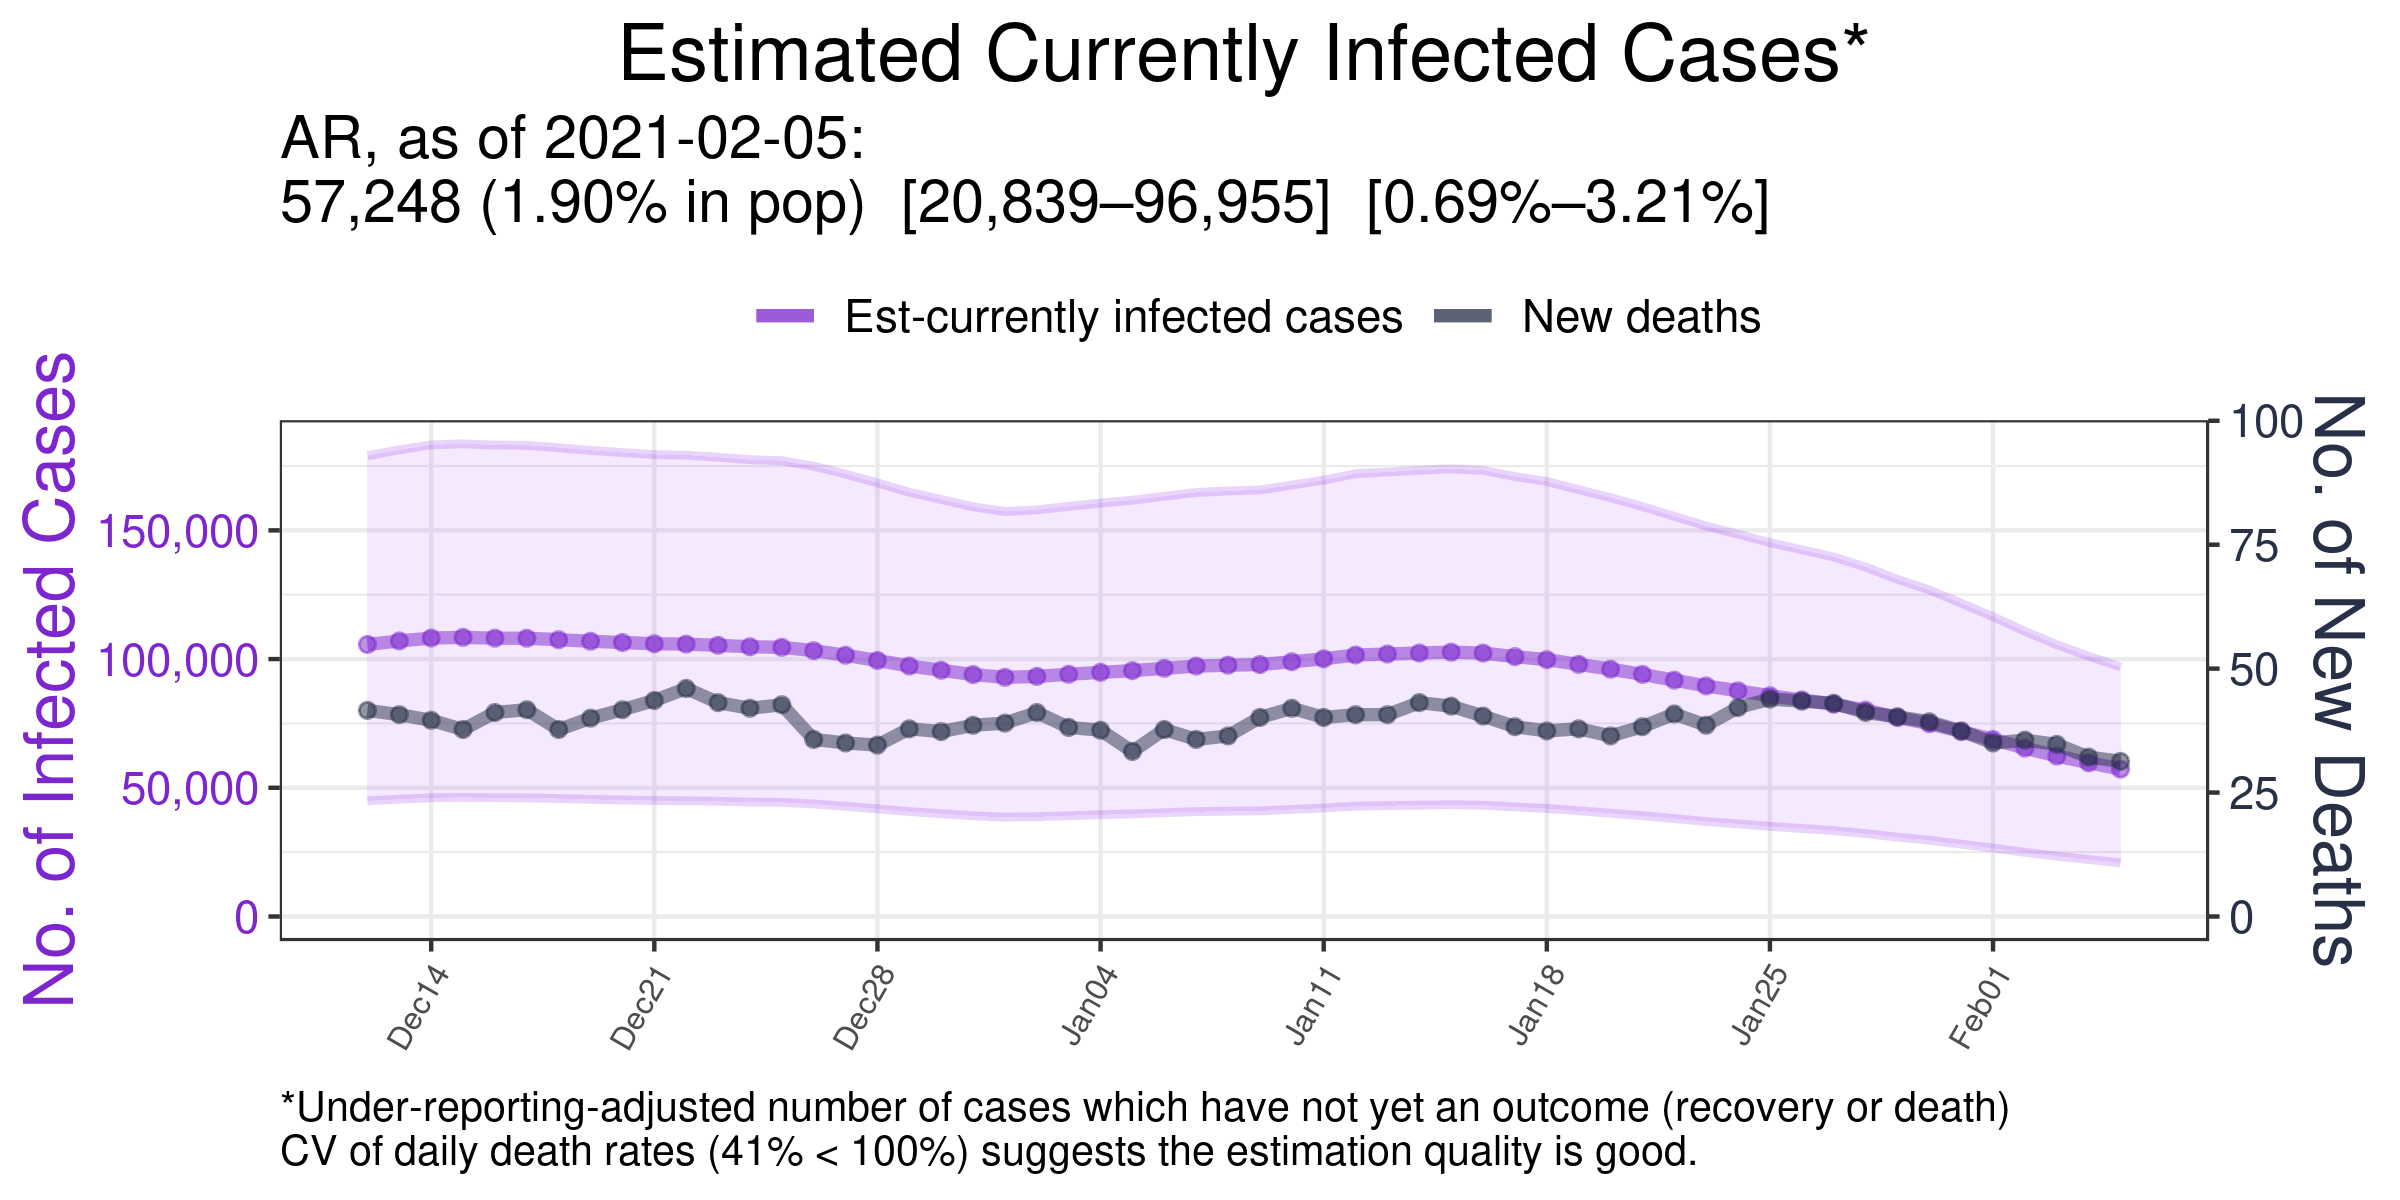 Estimated Currently Infected Cases*
AR, as of 2021-02-05:
57,248 (1.90% in pop)  [20,839–96,955]  [0.69%–3.21%]
Est-currently infected cases
New deaths
No. of Infected Cases
150,000
100,000
50,000
0
100
75
50
25
0
No. of New Deaths
Dec14
Dec21
Dec28
Jan04
Jan11
Jan18
Jan25
Feb01
*Under-reporting-adjusted number of cases which have not yet an outcome (recovery or death)
CV of daily death rates (41% < 100%) suggests the estimation quality is good.